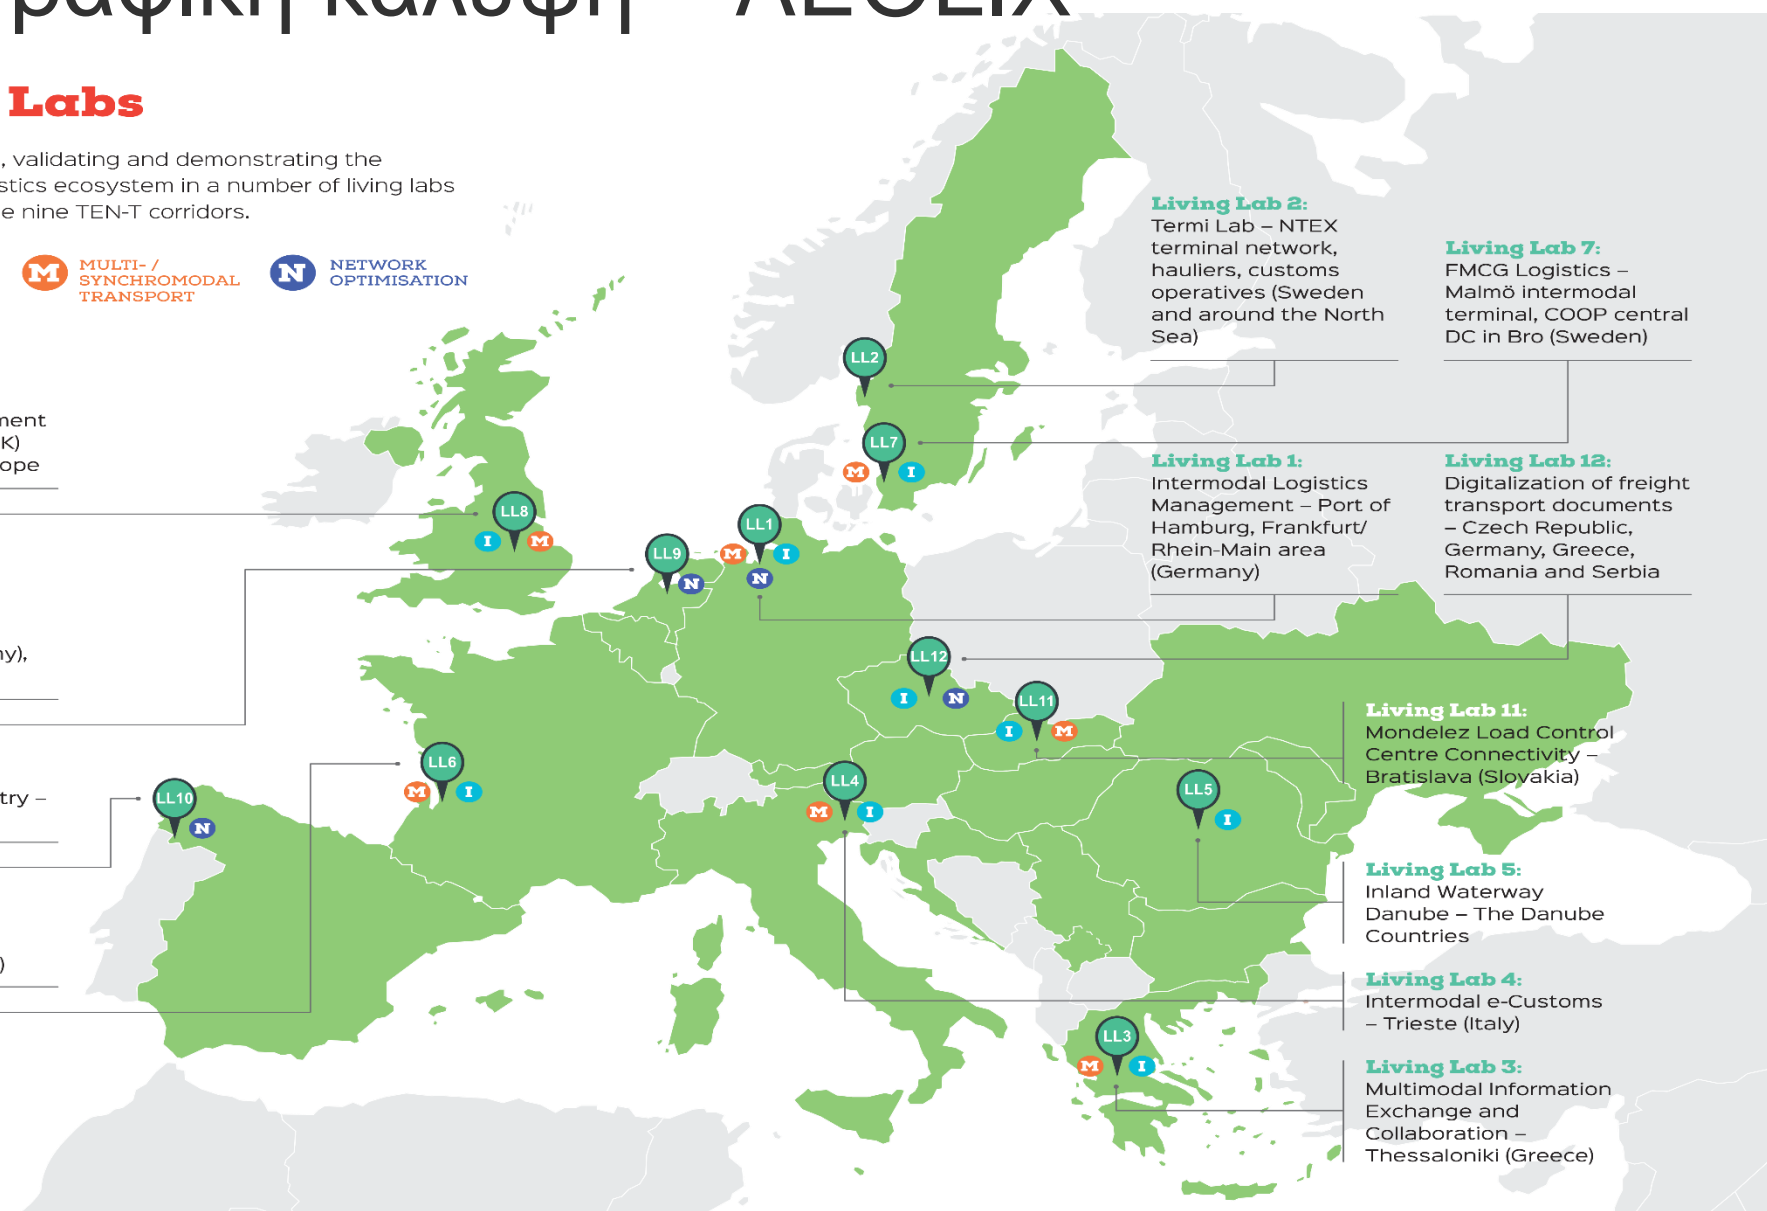 AEOLIX
Labs
, validating and demonstrating the
ecosystem in a number of living labs
nine TEN-T corridors.
M MULTI- /
SYNCHROMODAL
TRANSPORT
N NETWORK
OPTIMISATION
K)
try –
)
Living Lab 2:
Termi Lab – NTEX
terminal network,
hauliers, customs
operatives (Sweden
and around the North
Sea)
Living Lab 7:
FMCG Logistics –
Malmö intermodal
terminal, COOP central
DC in Bro (Sweden)
Living Lab 1:
Intermodal Logistics
Management – Port of
Hamburg, Frankfurt/
Rhein-Main area
(Germany)
Living Lab 12:
Digitalization of freight
transport documents
– Czech Republic,
Germany, Greece,
Romania and Serbia
Living Lab 11:
Mondelez Load Control
Centre Connectivity –
Bratislava (Slovakia)
Living Lab 5:
Inland Waterway
Danube – The Danube
Countries
Living Lab 4:
Intermodal e-Customs
– Trieste (Italy)
Living Lab 3:
Multimodal Information
Exchange and
Collaboration –
Thessaloniki (Greece)
LL2
LL7
M I
LL8
I M
LL1
M I
N
LL9
N
LL12
I N
LL11
I M
LL6
M I
LL4
M I
LL5
I
LL10
N
LL3
M I